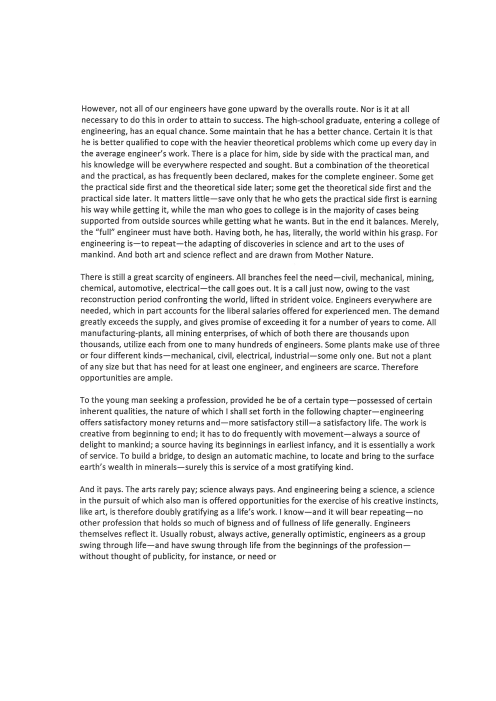 However, not all of our engineers have gone upward by the overalls route. Nor is it at all
necessary to do this in order to attain to success. The high-school graduate, entering a college of
engineering, has an equal chance. Some maintain that he has a better chance. Certain it is that
he is better qualified to cope with the heavier theoretical problems which come up every day in
the average engineer’s work. There is a place for him, side by side with the practical man, and
his knowledge will be everywhere respected and sought. But a combination of the theoretical
and the practical, as has frequently been declared, makes for the complete engineer. Some get
the practical side first and the theoretical side later; some get the theoretical side first and the
practical side later. It matters little—save only that he who gets the practical side first is earning
his way while getting it, while the man who goes to college is in the majority of cases being
supported from outside sources while getting what he wants. But in the end it balances. Merely,
the “full” engineer must have both. Having both, he has, literally, the world within his grasp. For
engineering is—to repeat—the adapting of discoveries in science and art to the uses of
mankind. And both art and science reflect and are drawn from Mother Nature.
There is still a great scarcity of engineers. All branches feel the need—civil, mechanical, mining,
chemical, automotive, electrical—the call goes out. It is a call just now, owing to the vast
reconstruction period confronting the world, lifted in strident voice. Engineers everywhere are
needed, which in part accounts for the liberal salaries offered for experienced men. The demand
greatly exceeds the supply, and gives promise of exceeding it for a number of years to come. All
manufacturing-plants, all mining enterprises, of which of both there are thousands upon
thousands, utilize each from one to many hundreds of engineers. Some plants make use of three
or four different kinds—mechanical, civil, electrical, industrial—some only one. But not a plant
of any size but that has need for at least one engineer, and engineers are scarce. Therefore
opportunities are ample.
To the young man seeking a profession, provided he be of a certain type—possessed of certain
inherent qualities, the nature of which I shall set forth in the following chapter—engineering
offers satisfactory money returns and—more satisfactory still—a satisfactory life. The work is
creative from beginning to end; it has to do frequently with movement—always a source of
delight to mankind; a source having its beginnings in earliest infancy, and it is essentially a work
of service. To build a bridge, to design an automatic machine, to locate and bring to the surface
earth’s wealth in minerals—surely this is service of a most gratifying kind.
And it pays. The arts rarely pay; science always pays. And engineering being a science, a science
in the pursuit of which also man is offered opportunities for the exercise of his creative instincts,
like art, is therefore doubly gratifying as a life’s work. I know—and it will bear repeating—no
other profession that holds so much of bigness and of fullness of life generally. Engineers
themselves reflect it. Usually robust, always active, generally optimistic, engineers as a group
swing through life—and have swung through life from the beginnings of the profession—
without thought of publicity, for instance, or need or